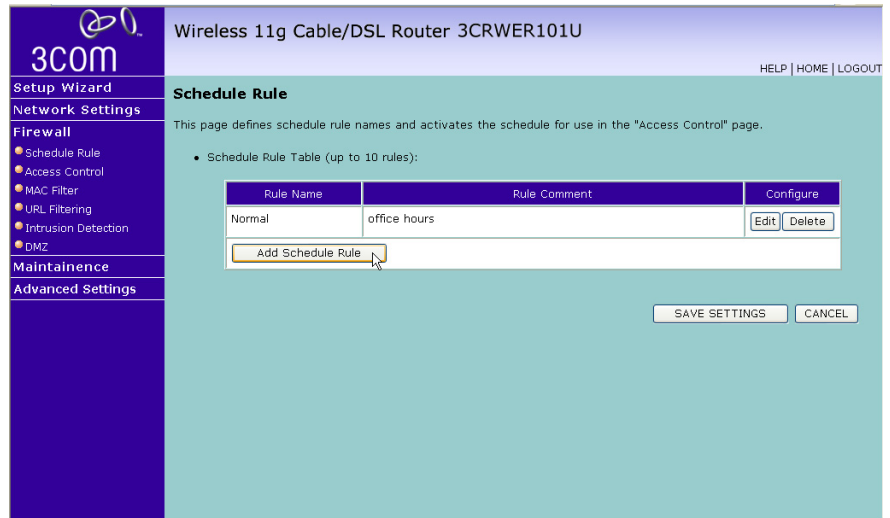 3com
Wireless 11g Cable/DSL Router 3CRWER101U
HELP | HOME | LOGOUT
Setup Wizard
Network Settings
Firewall
Schedule Rule
Access Control
MAC Filter
URL Filtering
Intrusion Detection
DMZ
Maintainence
Advanced Settings
Schedule Rule
This page defines schedule rule names and activates the schedule for use in the "Access Control" page.
• Schedule Rule Table (up to 10 rules):
Rule Name Rule Comment Configure
Normal office hours Edit Delete
Add Schedule Rule
SAVE SETTINGS CANCEL